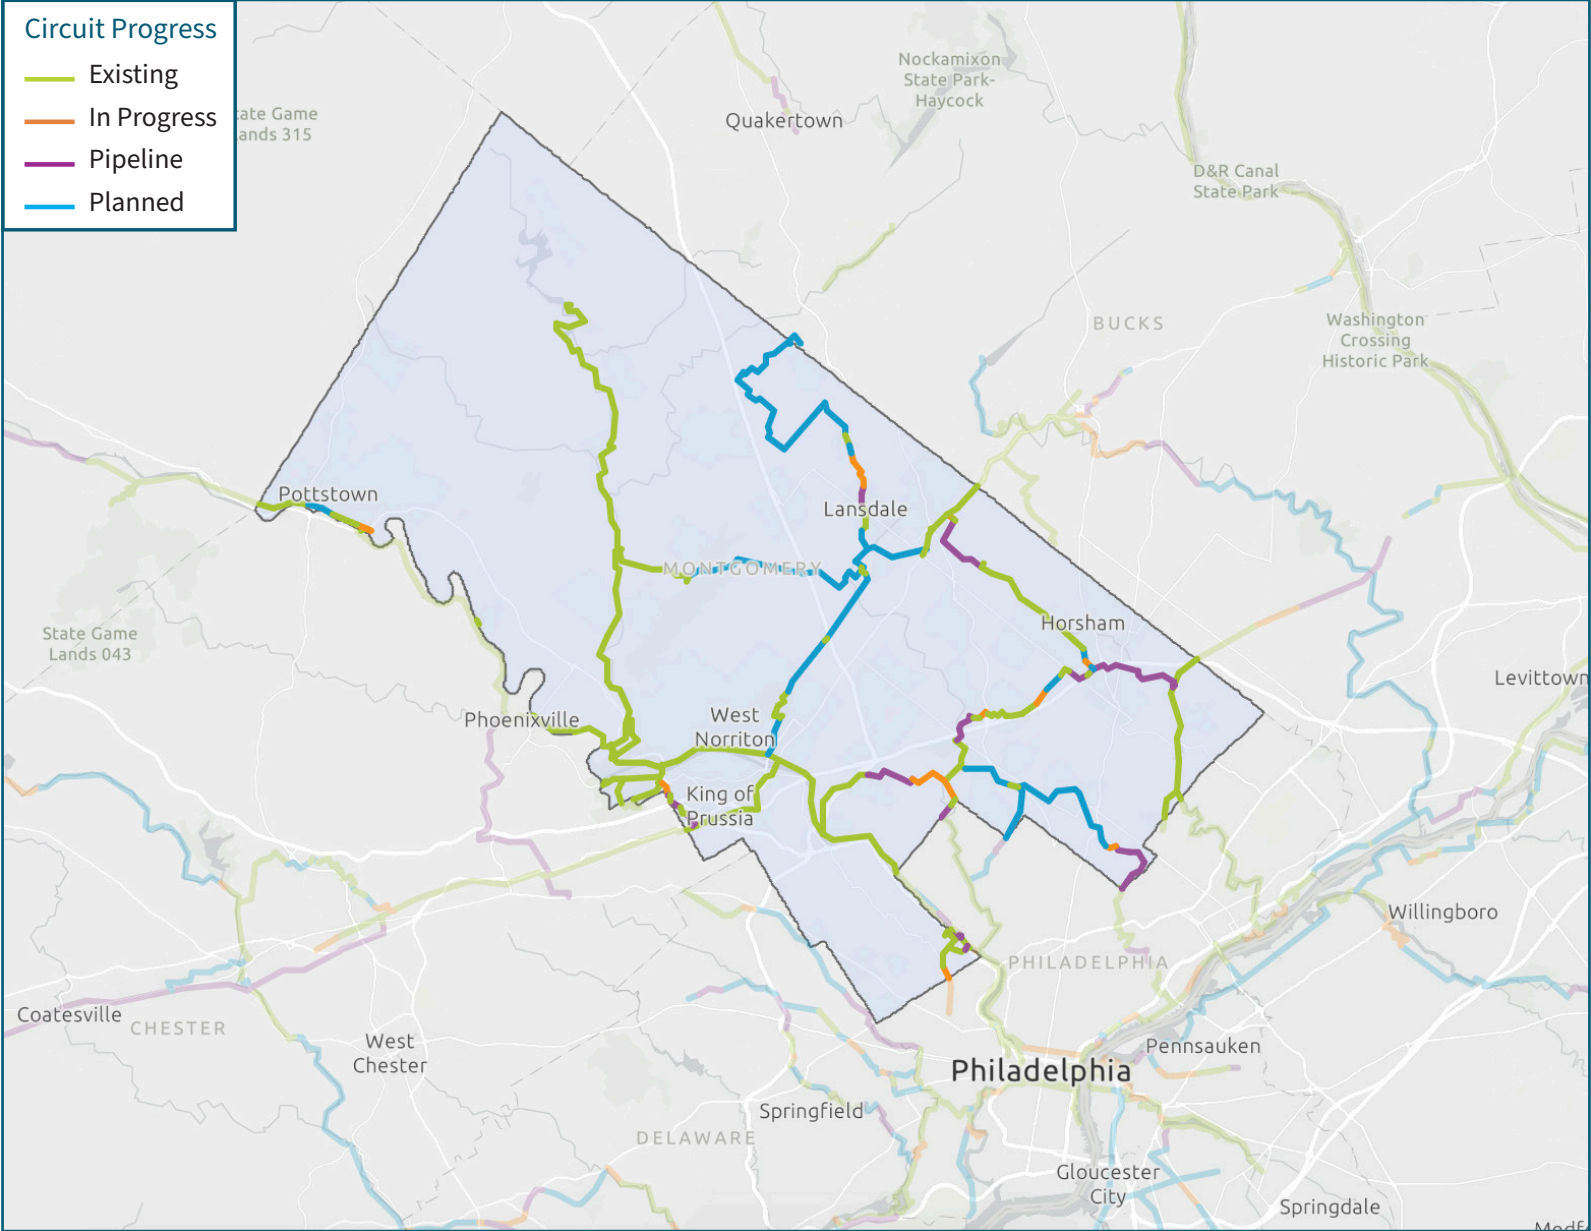 Circuit Progress
Existing
In Progress
Pipeline
Planned
Nockamixon
State Park-
Haycock
Quakertown
ate Game
ands 315
D&R Canal
State Park
BUCKS
Washington
Crossing
Historic Park
Pottstown
Lansdale
MONTGOMERY
State Game
Lands 043
Horsham
Levittown
Phoenixville
West
Norriton
King of
Prussia
Willingboro
PHILADELPHIA
Coatesville
CHESTER
West
Chester
Pennsauken
Philadelphia
Springfield
DELAWARE
Gloucester
City
Springdale